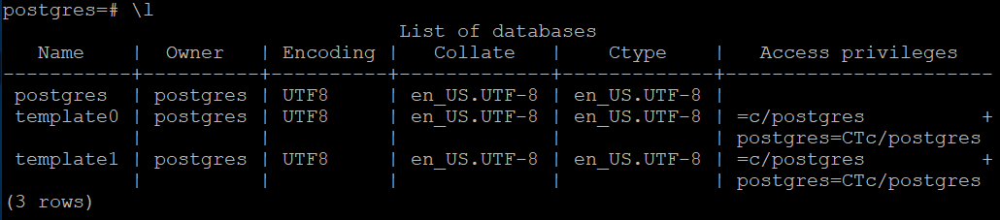 postgres=# \l
                                  List of databases
   Name    |  Owner   | Encoding |   Collate   |    Ctype    |   Access privileges
-----------+----------+----------+-------------+-------------+-----------------------
 postgres  | postgres | UTF8     | en_US.UTF-8 | en_US.UTF-8 |
 template0 | postgres | UTF8     | en_US.UTF-8 | en_US.UTF-8 | =c/postgres          +
           |          |          |             |             | postgres=CTc/postgres
 template1 | postgres | UTF8     | en_US.UTF-8 | en_US.UTF-8 | =c/postgres          +
           |          |          |             |             | postgres=CTc/postgres
(3 rows)